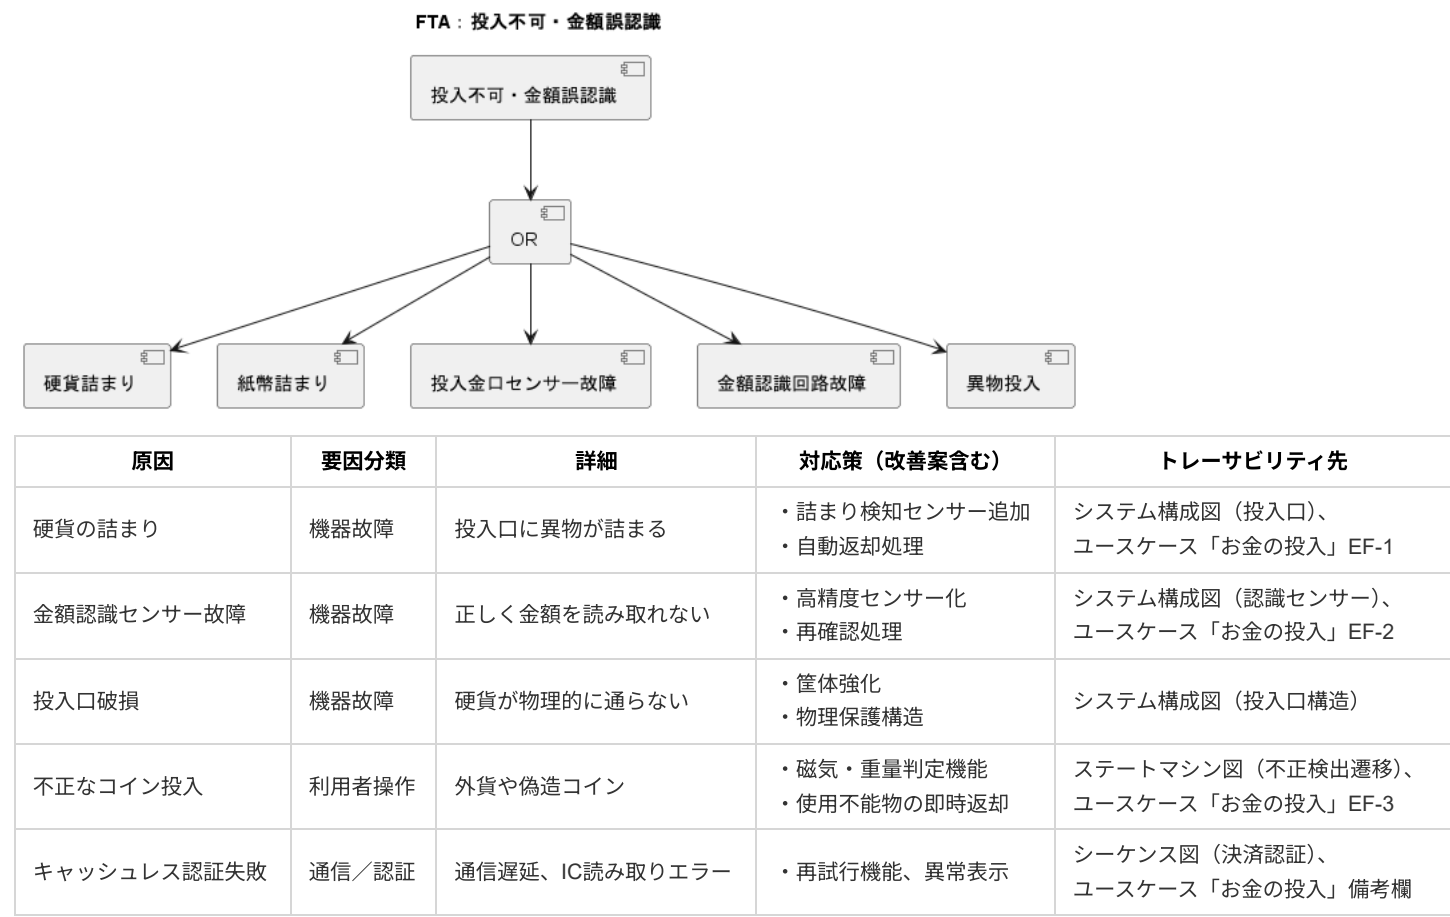 FTA : 投入不可・金額誤認識
投入不可・金額誤認識
OR
硬貨詰まり
紙幣詰まり
投入金口センサー故障
金額認識回路故障
異物投入
原因 要因分類 詳細 対応策（改善案含む） トレーサビリティ先
硬貨の詰まり 機器故障 投入口に異物が詰まる
・詰まり検知センサー追加
・自動返却処理
システム構成図（投入口）、
ユースケース「お金の投入」EF-1
金額認識センサー故障 機器故障 正しく金額を読み取れない
・高精度センサー化
・再確認処理
システム構成図（認識センサー）、
ユースケース「お金の投入」EF-2
投入口破損 機器故障 硬貨が物理的に通らない
・筐体強化
・物理保護構造
システム構成図（投入口構造）
不正なコイン投入 利用者操作 外貨や偽造コイン
・磁気・重量判定機能
・使用不能物の即時返却
ステートマシン図（不正検出遷移）、
ユースケース「お金の投入」EF-3
キャッシュレス認証失敗 通信／認証 通信遅延、IC読み取りエラー
・再試行機能、異常表示
シーケンス図（決済認証）、
ユースケース「お金の投入」備考欄